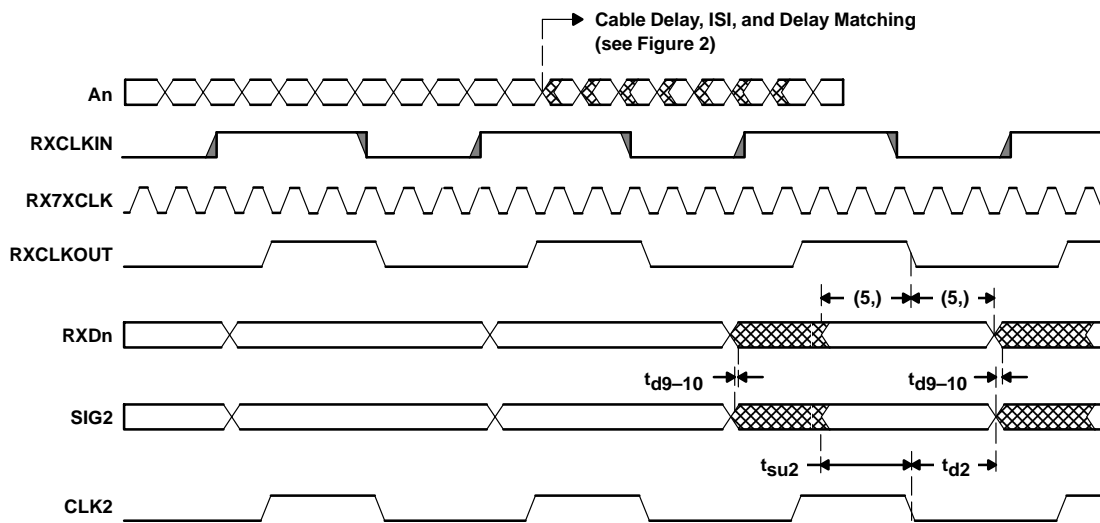 Cable Delay, ISI, and Delay Matching
(see Figure 2)
An
RXCLKIN
RX7XCLK
RXCLKOUT
(5,) (5,)
RXDn
td9–10 td9–10
SIG2
tsu2 td2
CLK2